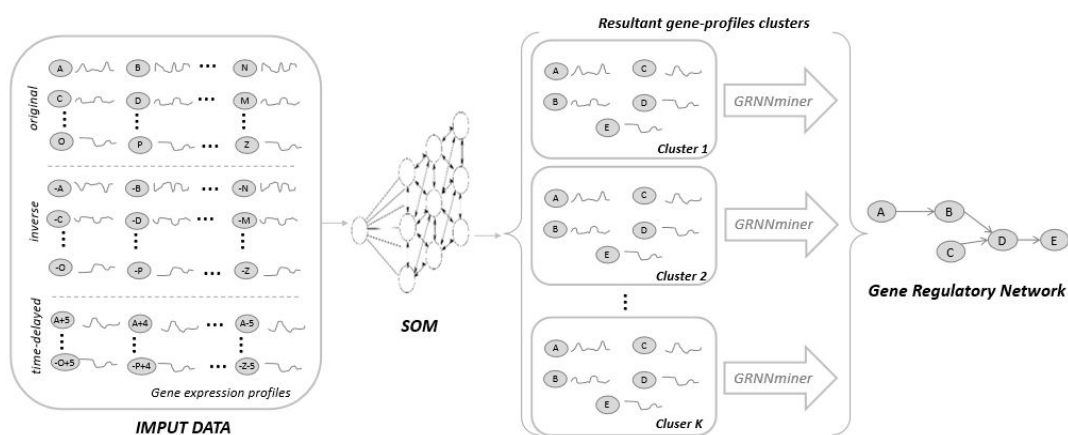 Resultant gene-profiles clusters
original
A B ... N
C D ... M
O P ... Z
inverse
-A -B ... -N
-C -D ... -M
-O -P ... -Z
time-delayed
A+5 A+4 ... A-5
-O+5 -P+4 ... -Z-5
Gene expression profiles
IMPUT DATA
SOM
A C
B D
E
Cluster 1
GRNNminer
A C
B D
E
Cluster 2
GRNNminer
A C
B D
E
Cluser K
GRNNminer
A B
C D E
Gene Regulatory Network